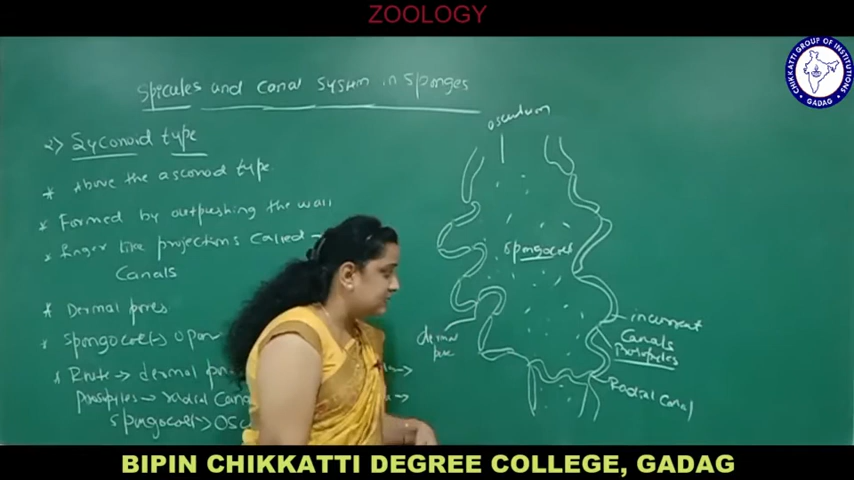 ZOOLOGY
CHIKKATTI GROUP OF INSTITUTIONS
GADAG
Spicules and canal system in Sponges
2) Syconoid type
* Above the asconoid type.
* Formed by outpushing the wall
* finger like projections called
Canals
* Dermal pores
* Spongocoel
* Route → dermal
Prosopyles → radial Canal
Spongocoel →
osculum
Spongocoel
dermal
pore
incurrent
Canals
Prosopyles
Radial Canal
BIPIN CHIKKATTI DEGREE COLLEGE, GADAG